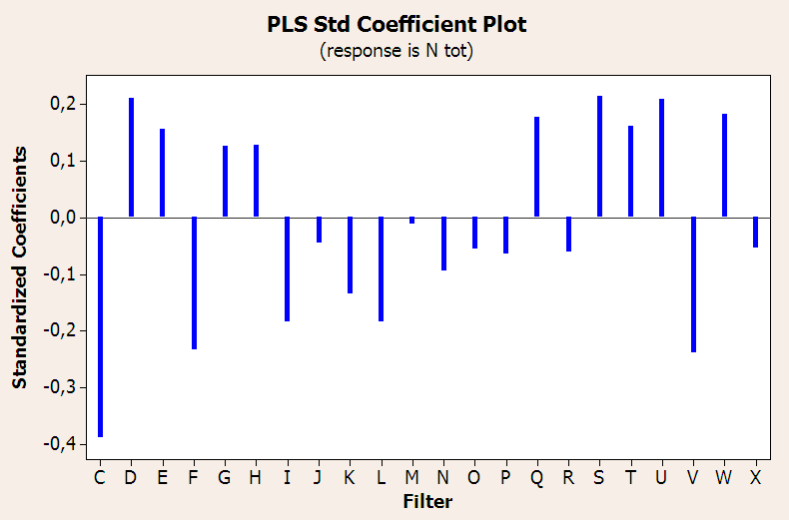 PLS Std Coefficient Plot
(response is N tot)
Standardized Coefficients
0,2
0,1
0,0
-0,1
-0,2
-0,3
-0,4
C D E F G H I J K L M N O P Q R S T U V W X
Filter